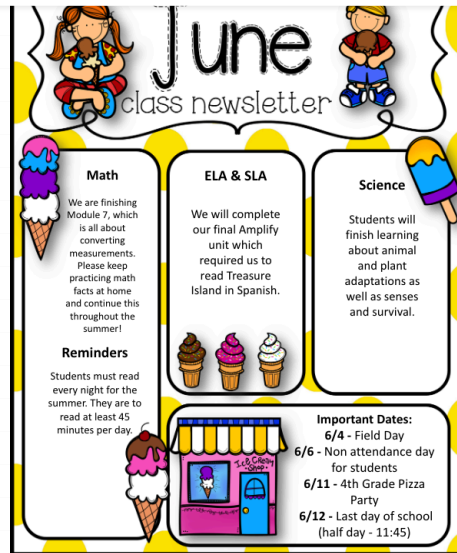 June
class newsletter
Math
We are finishing
Module 7, which
is all about
converting
measurements.
Please keep
practicing math
facts at home
and continue this
throughout the
summer!
Reminders
Students must read
every night for the
summer. They are to
read at least 45
minutes per day.
ELA & SLA
We will complete
our final Amplify
unit which
required us to
read Treasure
Island in Spanish.
Science
Students will
finish learning
about animal
and plant
adaptations as
well as senses
and survival.
Ice Cream
Shop
Important Dates:
6/4 - Field Day
6/6 - Non attendance day
for students
6/11 - 4th Grade Pizza
Party
6/12 - Last day of school
(half day - 11:45)